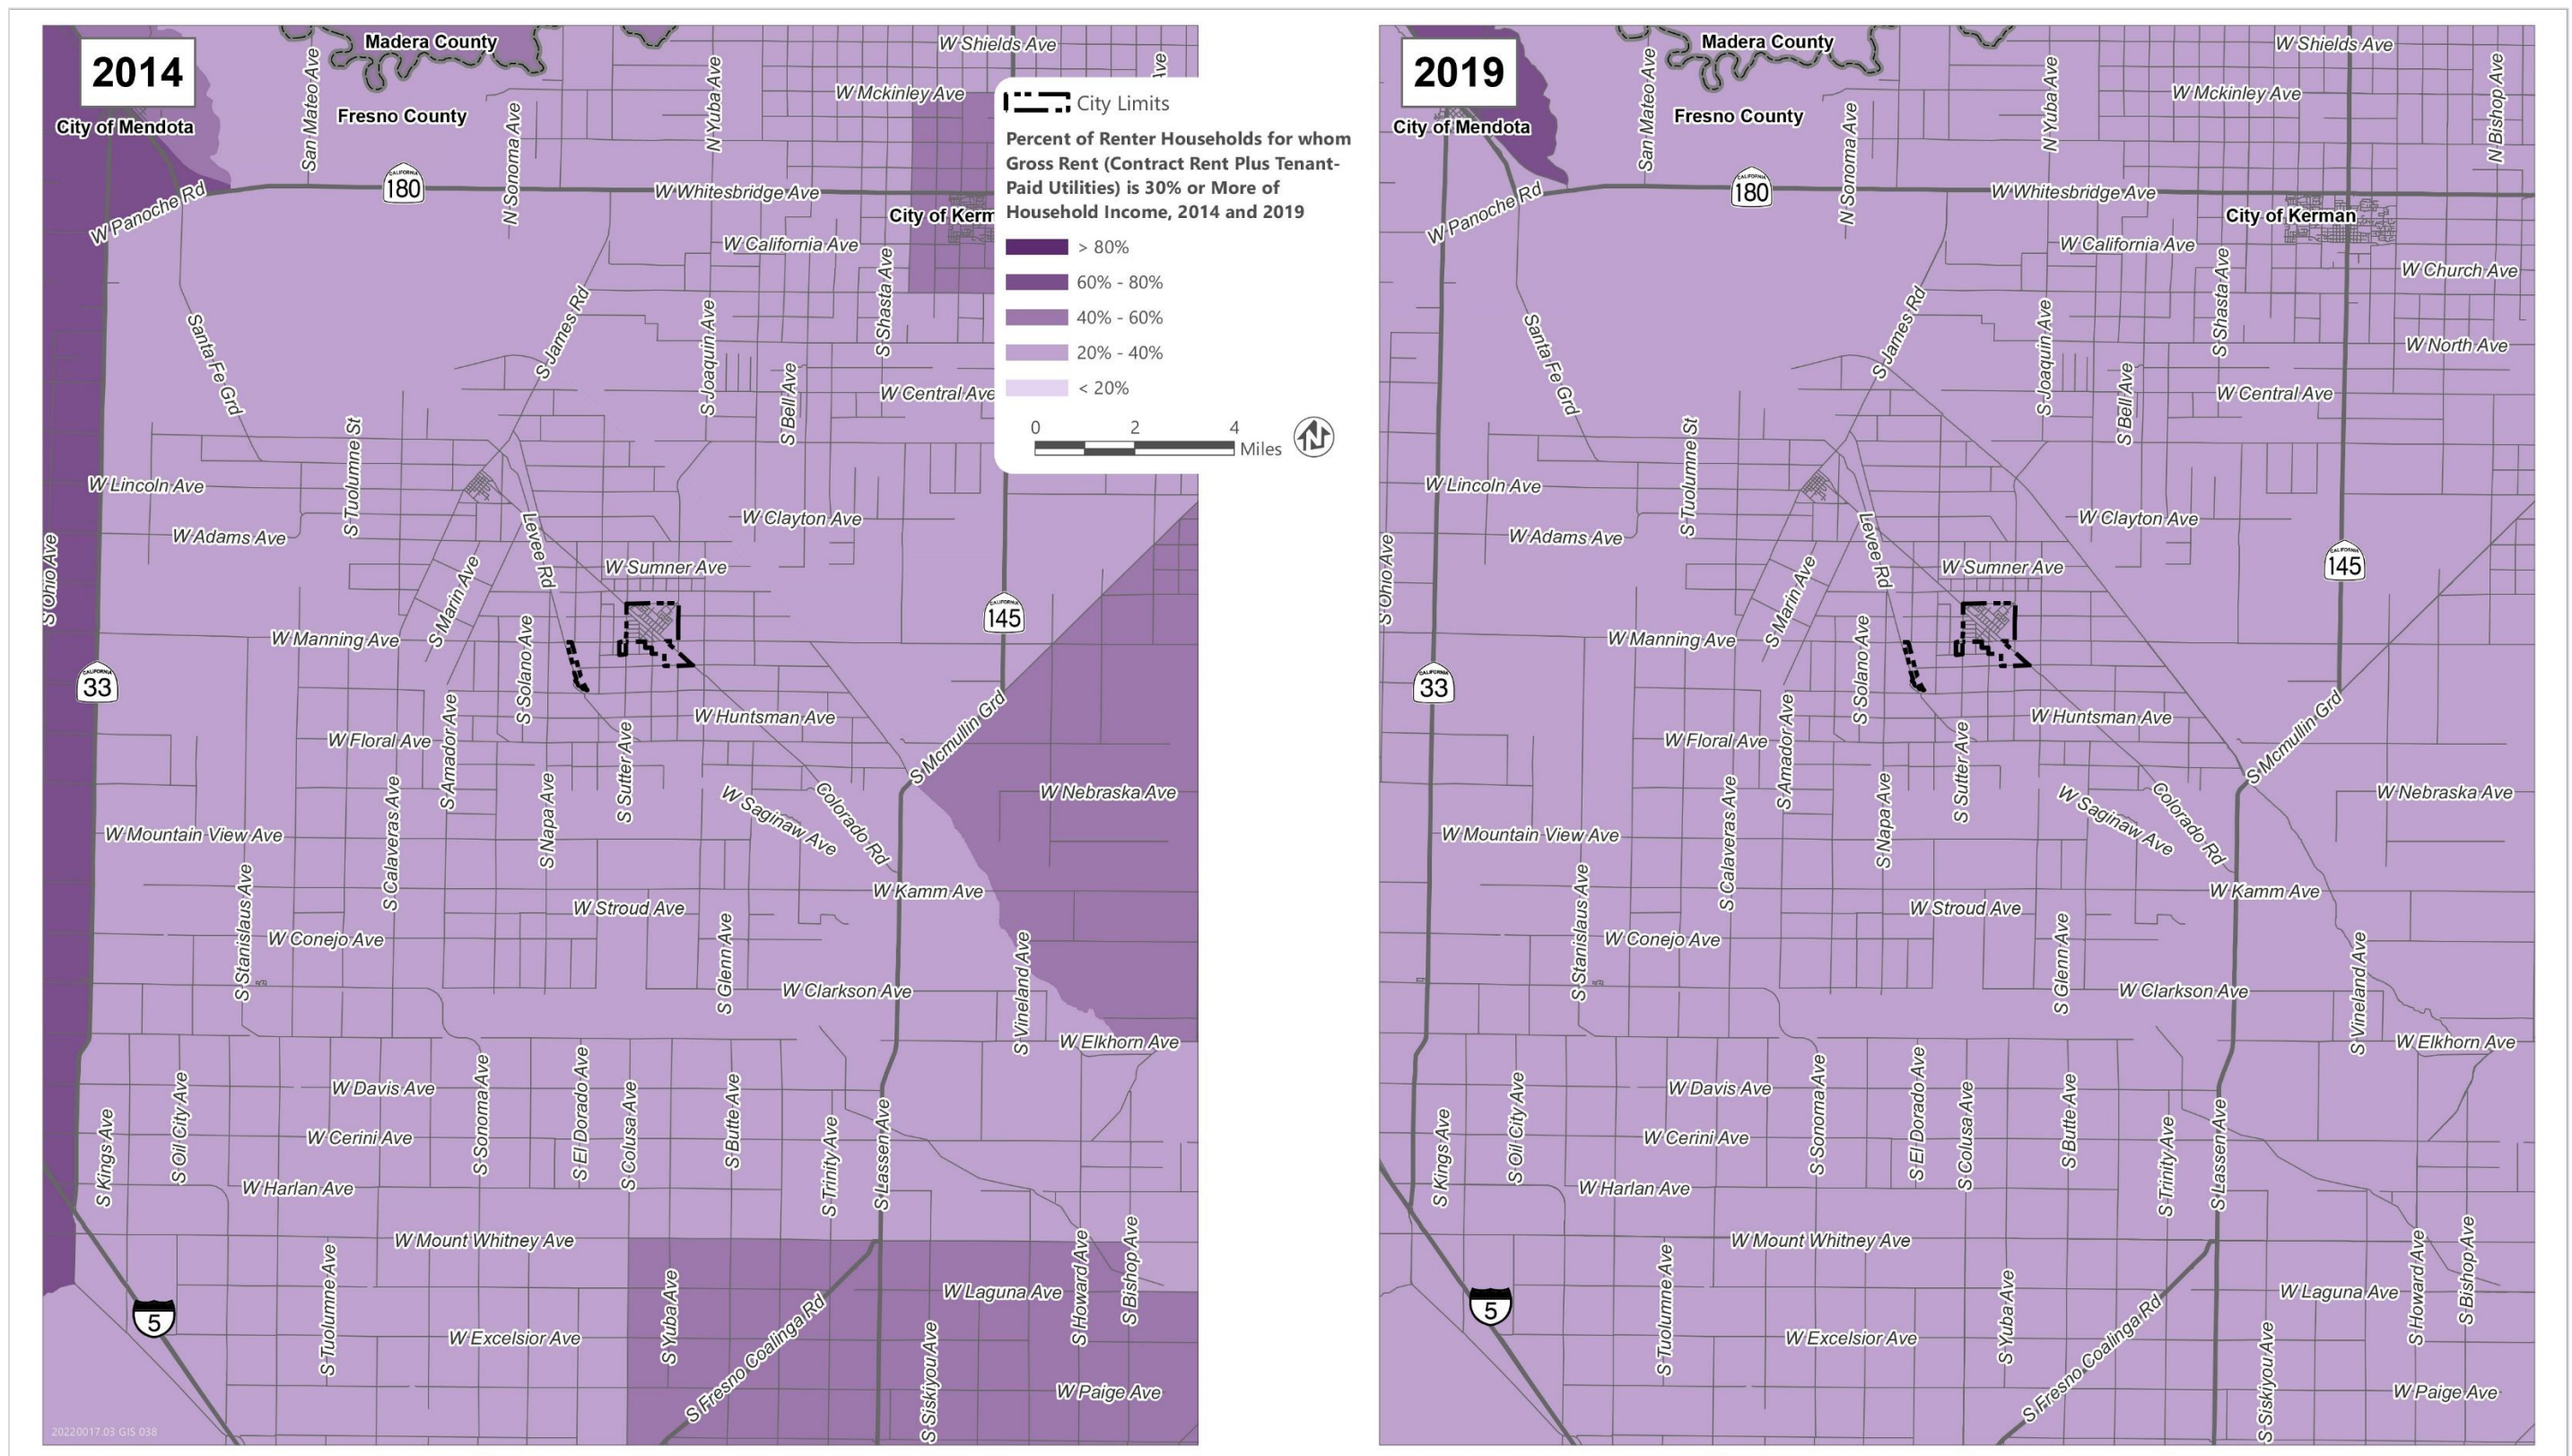 2014
Madera County
W Shields Ave
City of Mendota
Fresno County
San Mateo Ave
N Sonoma Ave
N Yuba Ave
W Mckinley Ave
Ave
CALIFORNIA
180
W Whitesbridge Ave
W Panoche Rd
City of Kerm
W California Ave
S Shasta Ave
Santa Fe Grd
S James Rd
S Joaquin Ave
S Bell Ave
W Central Ave
S Tuolumne St
W Lincoln Ave
W Adams Ave
Levee Rd
W Clayton Ave
S Ohio Ave
S Marin Ave
W Sumner Ave
CALIFORNIA
145
W Manning Ave
S Solano Ave
CALIFORNIA
33
S Amador Ave
W Huntsman Ave
S Mcmullin Grd
W Floral Ave
S Sutter Ave
S Calaveras Ave
S Napa Ave
W Saginaw Ave
Colorado Rd
W Nebraska Ave
W Mountain View Ave
S Stanislaus Ave
W Kamm Ave
W Stroud Ave
W Conejo Ave
S Glenn Ave
S Vineland Ave
W Clarkson Ave
W Elkhorn Ave
S Kings Ave
S Oil City Ave
W Davis Ave
S Sonoma Ave
S El Dorado Ave
S Colusa Ave
S Butte Ave
S Trinity Ave
S Lassen Ave
W Cerini Ave
W Harlan Ave
W Mount Whitney Ave
S Howard Ave
S Bishop Ave
5
S Tuolumne Ave
W Excelsior Ave
S Yuba Ave
S Fresno Coalinga Rd
W Laguna Ave
S Siskiyou Ave
W Paige Ave
20220017.03 GIS 038
City Limits
Percent of Renter Households for whom
Gross Rent (Contract Rent Plus Tenant-
Paid Utilities) is 30% or More of
Household Income, 2014 and 2019
> 80%
60% - 80%
40% - 60%
20% - 40%
< 20%
0 2 4
Miles
N
2019
Madera County
W Shields Ave
City of Mendota
Fresno County
San Mateo Ave
N Sonoma Ave
N Yuba Ave
W Mckinley Ave
N Bishop Ave
CALIFORNIA
180
W Whitesbridge Ave
W Panoche Rd
City of Kerman
W California Ave
S Shasta Ave
W Church Ave
Santa Fe Grd
S James Rd
S Joaquin Ave
W North Ave
S Bell Ave
W Central Ave
S Tuolumne St
W Lincoln Ave
W Adams Ave
Levee Rd
W Clayton Ave
S Ohio Ave
S Marin Ave
W Sumner Ave
CALIFORNIA
145
W Manning Ave
S Solano Ave
CALIFORNIA
33
S Amador Ave
W Huntsman Ave
S Mcmullin Grd
W Floral Ave
S Sutter Ave
S Calaveras Ave
S Napa Ave
W Saginaw Ave
Colorado Rd
W Nebraska Ave
W Mountain View Ave
S Stanislaus Ave
W Kamm Ave
W Stroud Ave
W Conejo Ave
S Glenn Ave
S Vineland Ave
W Clarkson Ave
W Elkhorn Ave
S Kings Ave
S Oil City Ave
W Davis Ave
S Sonoma Ave
S El Dorado Ave
S Colusa Ave
S Butte Ave
S Trinity Ave
S Lassen Ave
W Cerini Ave
W Harlan Ave
W Mount Whitney Ave
S Howard Ave
S Bishop Ave
5
S Tuolumne Ave
W Excelsior Ave
S Yuba Ave
S Fresno Coalinga Rd
W Laguna Ave
S Siskiyou Ave
W Paige Ave